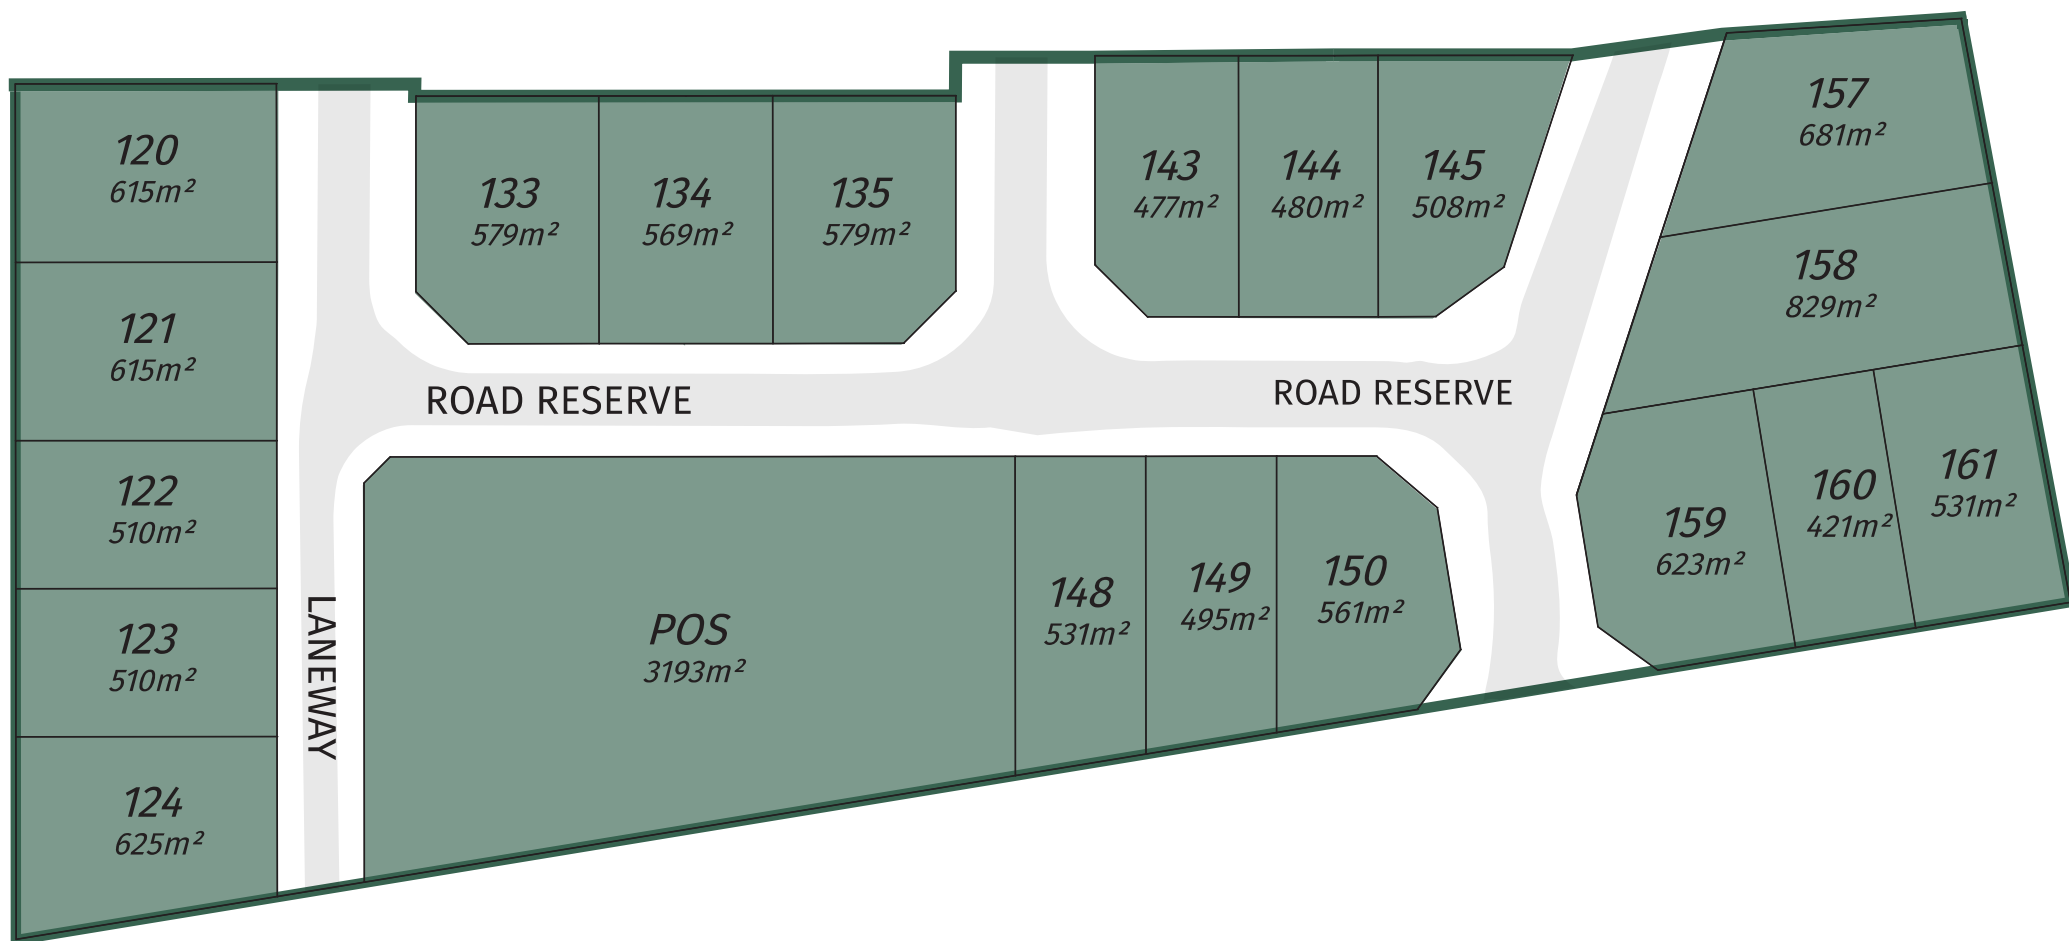 120
615m²
121
615m²
122
510m²
123
510m²
124
625m²
LANEWAY
133
579m²
134
569m²
135
579m²
ROAD RESERVE
143
477m²
144
480m²
145
508m²
ROAD RESERVE
POS
3193m²
148
531m²
149
495m²
150
561m²
157
681m²
158
829m²
159
623m²
160
421m²
161
531m²